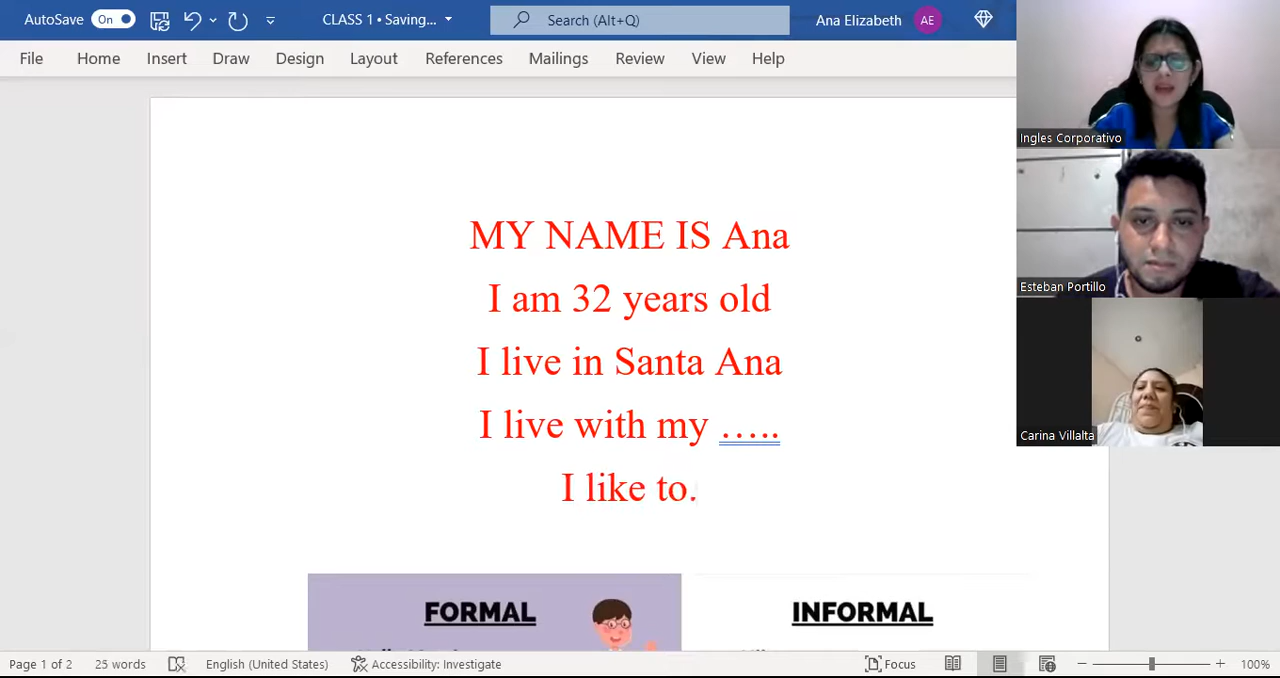 AutoSave On CLASS 1 • Saving... Search (Alt+Q) Ana Elizabeth AE
File Home Insert Draw Design Layout References Mailings Review View Help
MY NAME IS Ana
I am 32 years old
I live in Santa Ana
I live with my …..
I like to.
FORMAL INFORMAL
Ingles Corporativo
Esteban Portillo
Carina Villalta
Page 1 of 2 25 words English (United States) Accessibility: Investigate Focus 100%